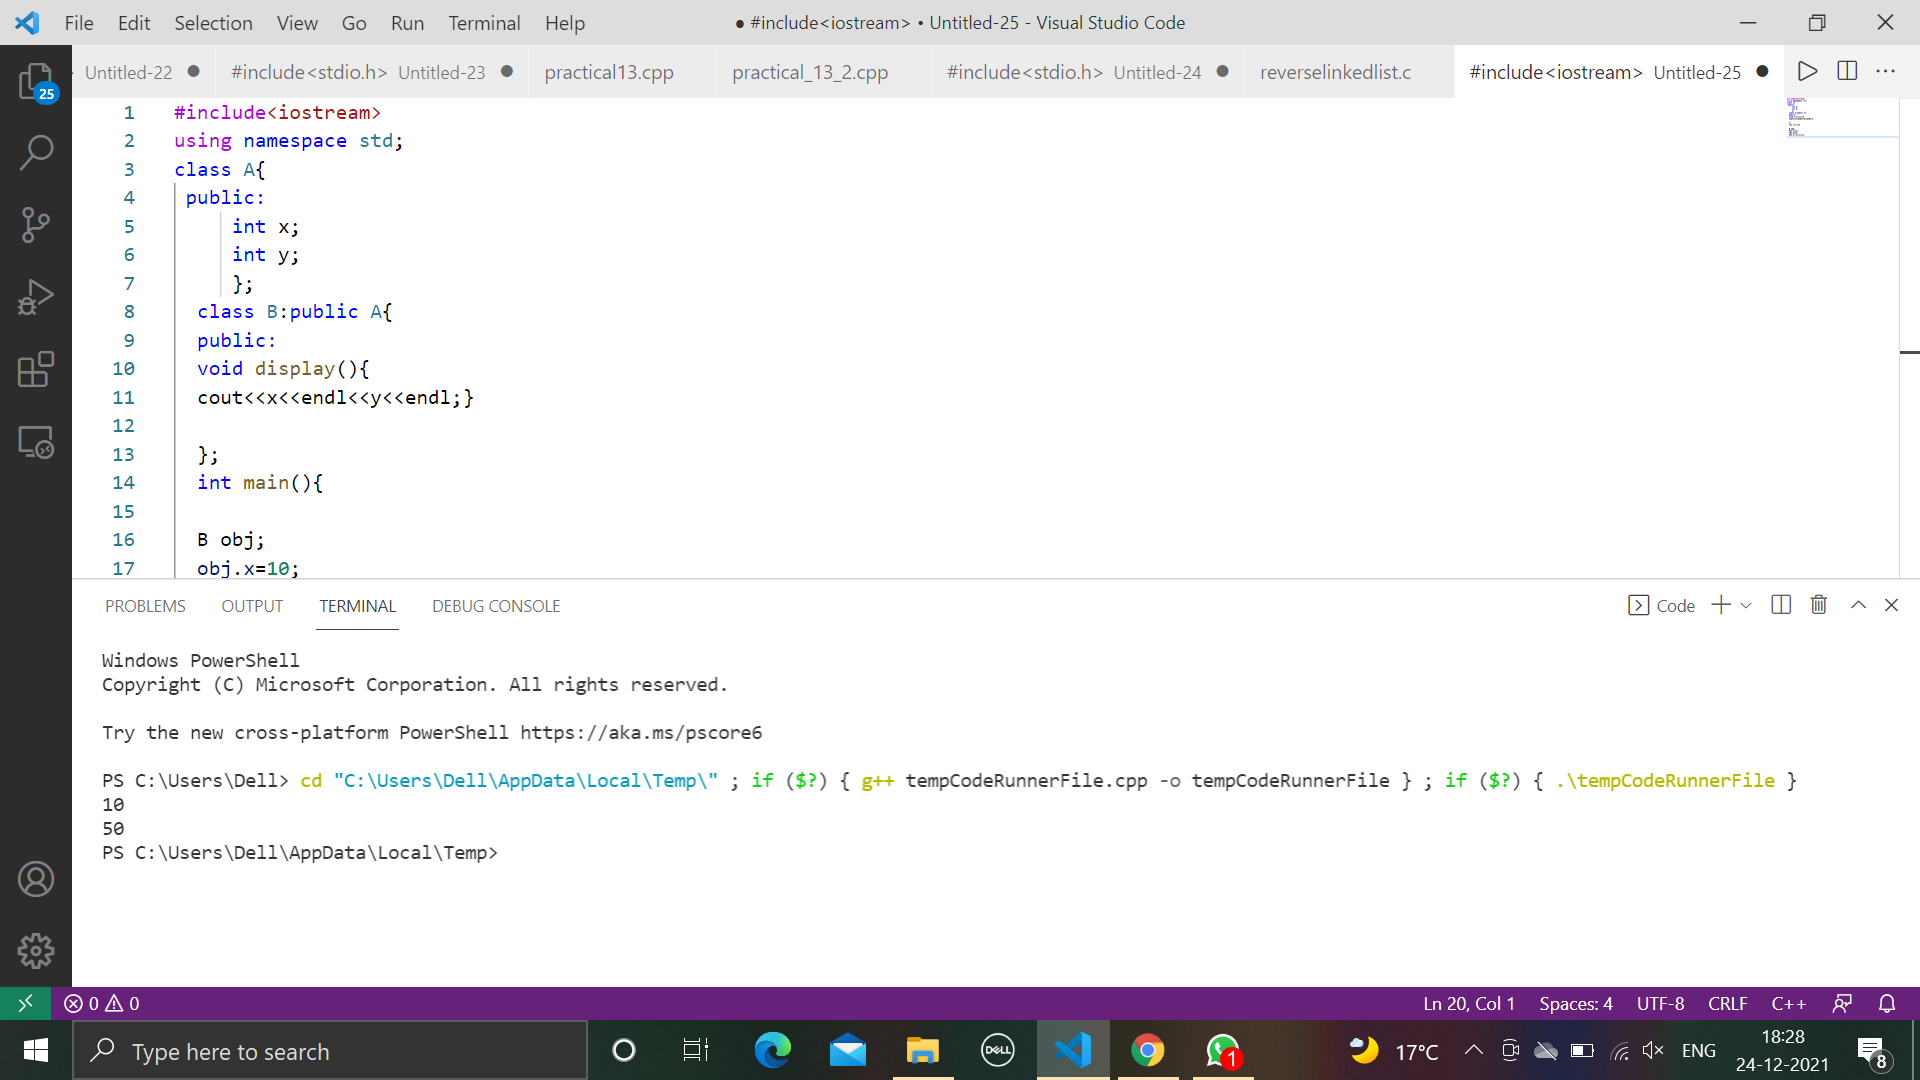 File Edit Selection View Go Run Terminal Help
● #include<iostream> • Untitled-25 - Visual Studio Code
Untitled-22 ● #include<stdio.h> Untitled-23 ● practical13.cpp practical_13_2.cpp #include<stdio.h> Untitled-24 ● reverselinkedlist.c #include<iostream> Untitled-25 ●
25
1 #include<iostream>
2 using namespace std;
3 class A{
4 public:
5 int x;
6 int y;
7 };
8 class B:public A{
9 public:
10 void display(){
11 cout<<x<<endl<<y<<endl;}
12
13 };
14 int main(){
15
16 B obj;
17 obj.x=10;
PROBLEMS OUTPUT TERMINAL DEBUG CONSOLE
Code
Windows PowerShell
Copyright (C) Microsoft Corporation. All rights reserved.
Try the new cross-platform PowerShell https://aka.ms/pscore6
PS C:\Users\Dell> cd "C:\Users\Dell\AppData\Local\Temp\" ; if ($?) { g++ tempCodeRunnerFile.cpp -o tempCodeRunnerFile } ; if ($?) { .\tempCodeRunnerFile }
10
50
PS C:\Users\Dell\AppData\Local\Temp>
0 0
Ln 20, Col 1 Spaces: 4 UTF-8 CRLF C++
Type here to search
DELL
1
17°C
ENG
18:28
24-12-2021
8